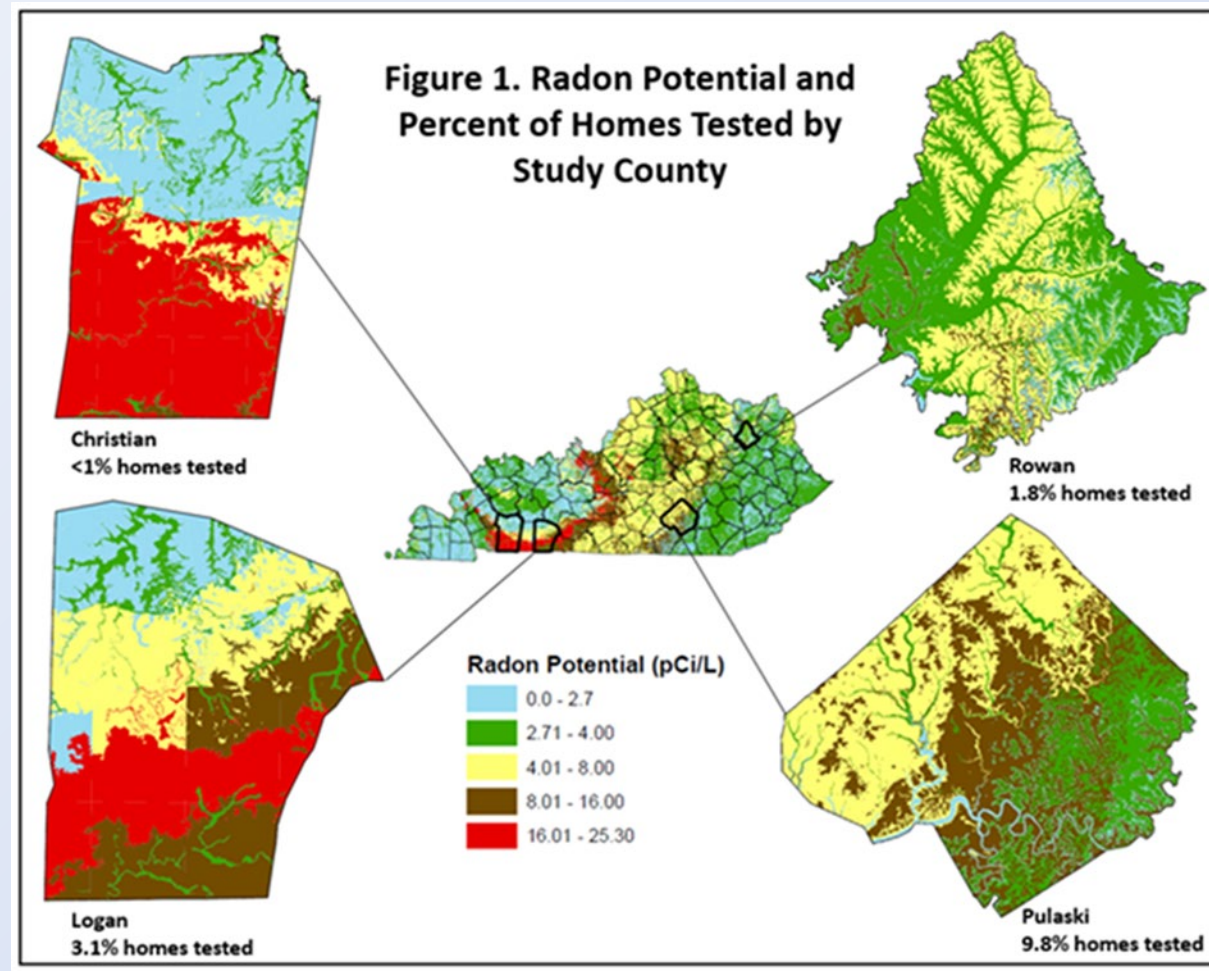 Figure 1. Radon Potential and
Percent of Homes Tested by
Study County
Christian
<1% homes tested
Rowan
1.8% homes tested
Radon Potential (pCi/L)
0.0 - 2.7
2.71 - 4.00
4.01 - 8.00
8.01 - 16.00
16.01 - 25.30
Logan
3.1% homes tested
Pulaski
9.8% homes tested